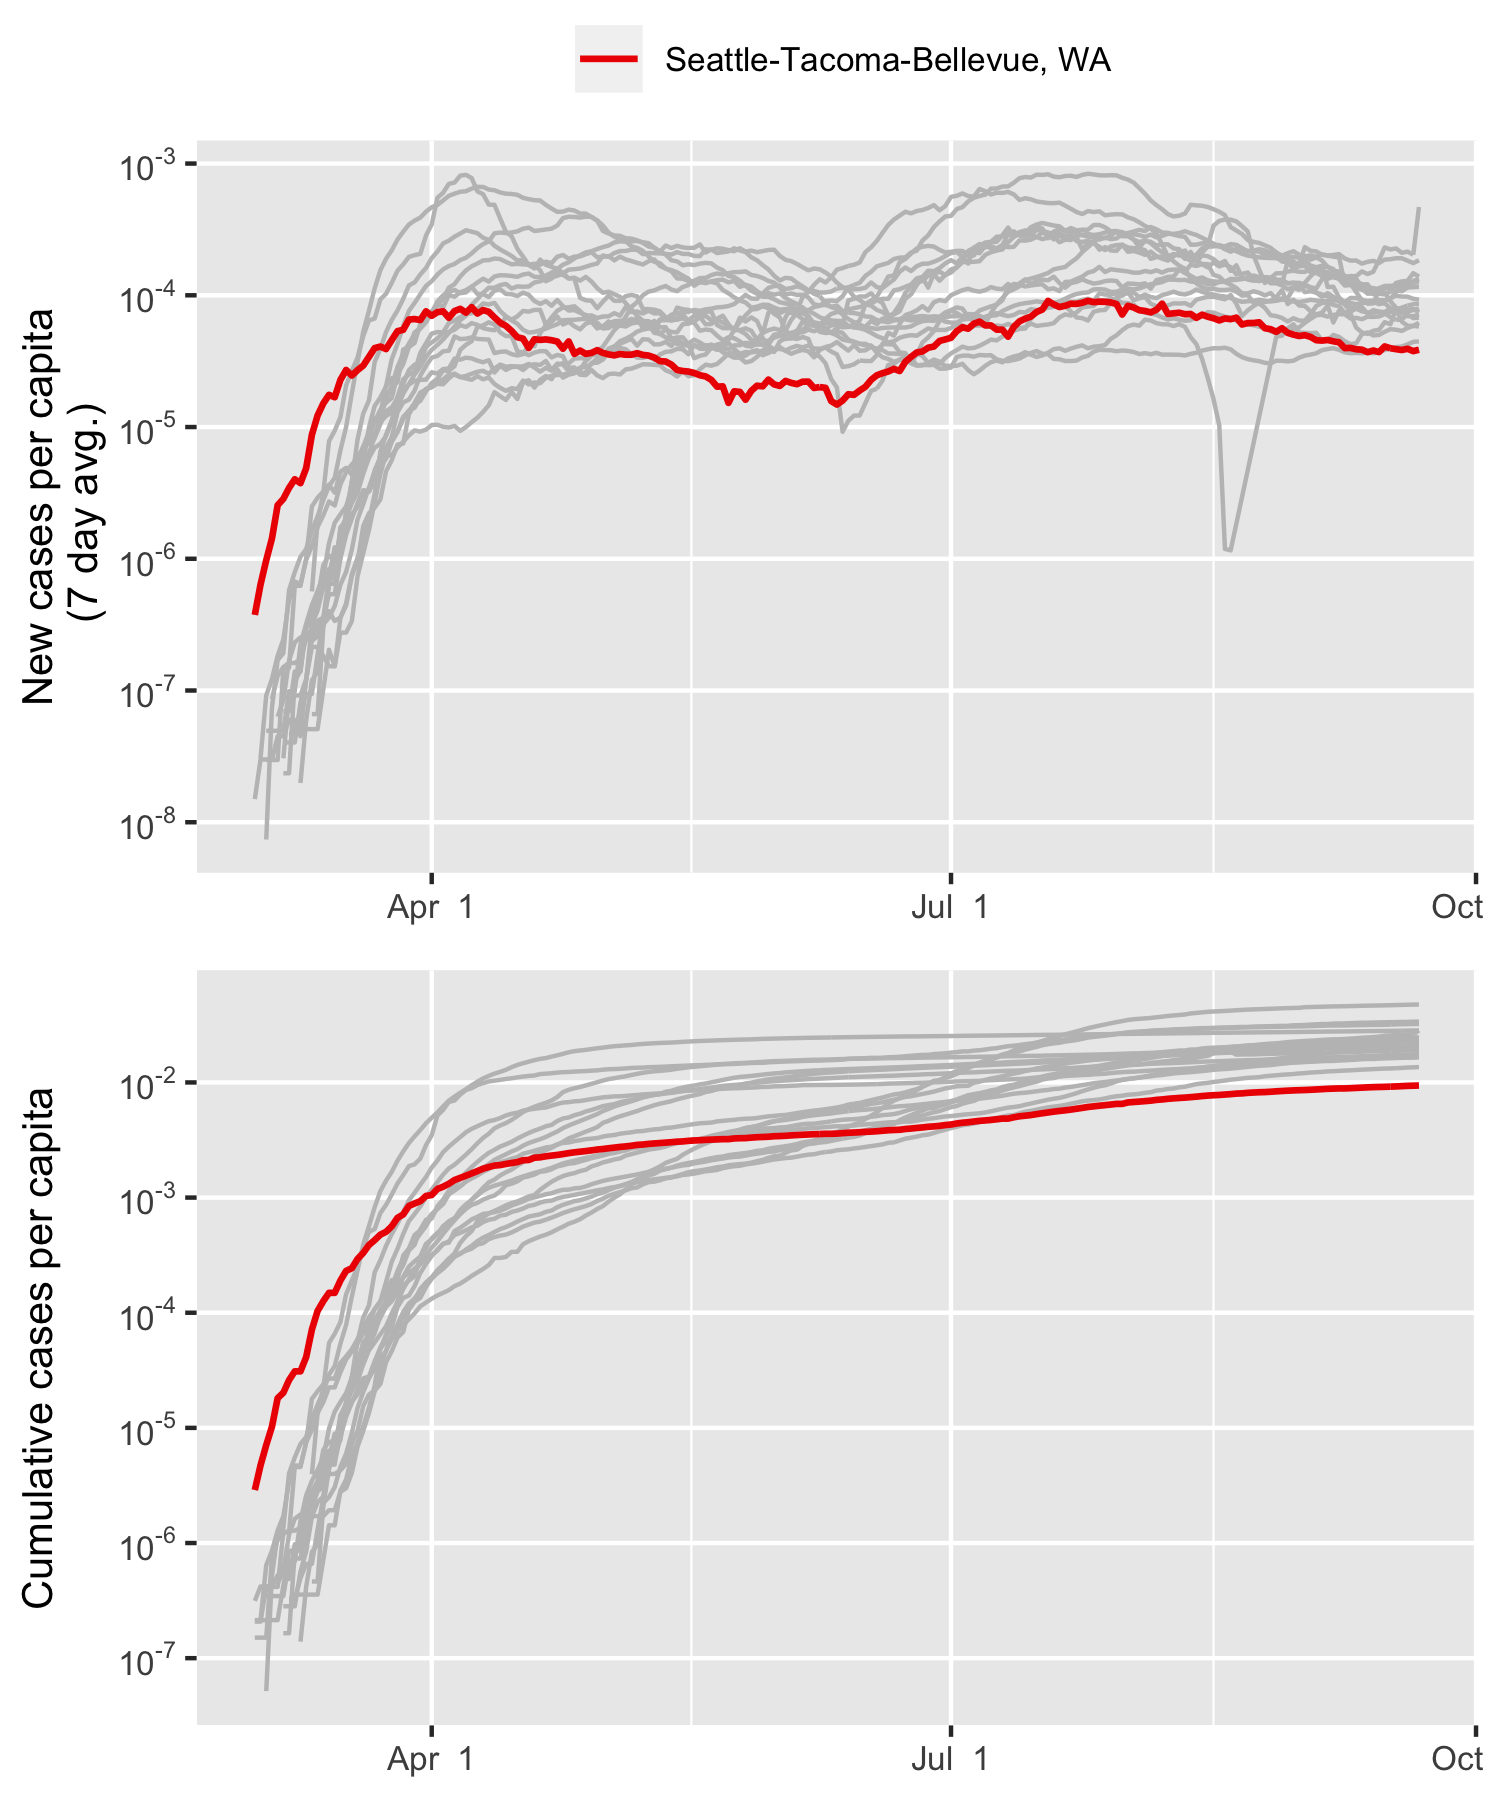 Seattle-Tacoma-Bellevue, WA
New cases per capita
(7 day avg.)
10^-3
10^-4
10^-5
10^-6
10^-7
10^-8
Apr 1
Jul 1
Oct
Cumulative cases per capita
10^-2
10^-3
10^-4
10^-5
10^-6
10^-7
Apr 1
Jul 1
Oct